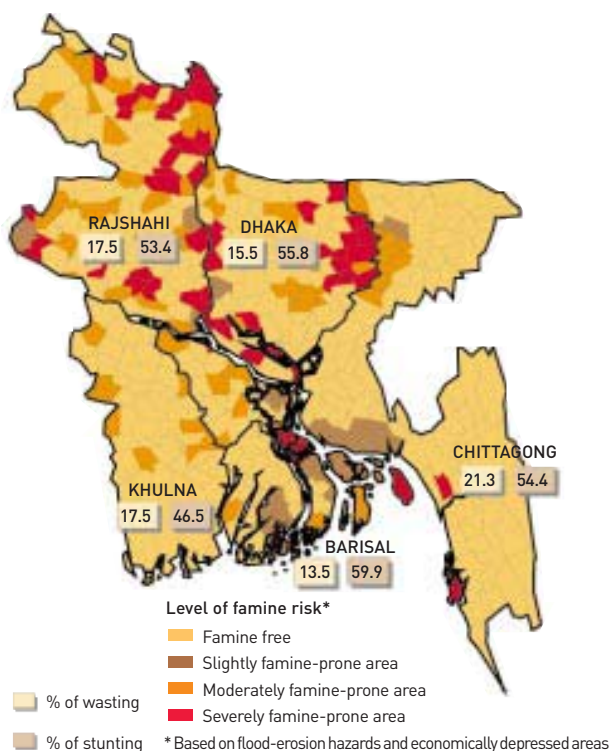 RAJSHAHI
17.5 53.4
DHAKA
15.5 55.8
CHITTAGONG
21.3 54.4
KHULNA
17.5 46.5
BARISAL
13.5 59.9
Level of famine risk*
Famine free
Slightly famine-prone area
Moderately famine-prone area
Severely famine-prone area
% of wasting
% of stunting
* Based on flood-erosion hazards and economically depressed areas